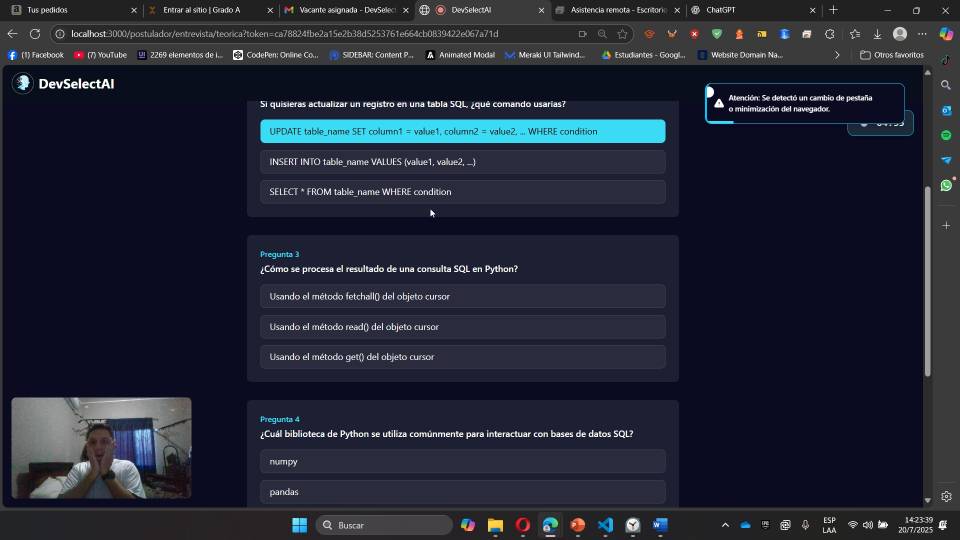 Tus pedidos
Entrar al sitio | Grado A
Vacante asignada - DevSelect
DevSelectAI
Asistencia remota - Escritorio
ChatGPT
localhost:3000/postulador/entrevista/teorica?token=ca78824fbe2a15e2b38d5253761e664cb0839422e067a71d
(1) Facebook
(7) YouTube
2269 elementos de i...
CodePen: Online Co...
SIDEBAR: Content P...
Animated Modal
Meraki UI Tailwind...
Estudiantes - Googl...
Website Domain Na...
Otros favoritos
DevSelectAI
Atención: Se detectó un cambio de pestaña
o minimización del navegador.
Si quisieras actualizar un registro en una tabla SQL, ¿qué comando usarías?
UPDATE table_name SET column1 = value1, column2 = value2, ... WHERE condition
INSERT INTO table_name VALUES (value1, value2, ...)
SELECT * FROM table_name WHERE condition
Pregunta 3
¿Cómo se procesa el resultado de una consulta SQL en Python?
Usando el método fetchall() del objeto cursor
Usando el método read() del objeto cursor
Usando el método get() del objeto cursor
Pregunta 4
¿Cuál biblioteca de Python se utiliza comúnmente para interactuar con bases de datos SQL?
numpy
pandas
Buscar
ESP
LAA
14:23:39
20/7/2025